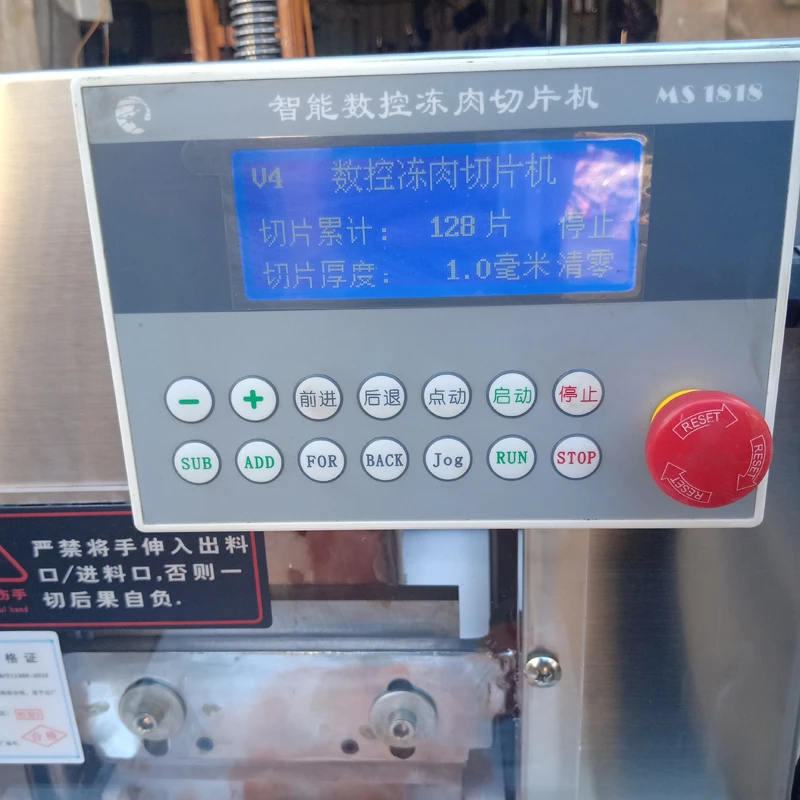 智能数控冻肉切片机 MS 1818
V4 数控冻肉切片机
切片累计： 128 片 停止
切片厚度： 1.0毫米 清零
- + 前进 后退 点动 启动 停止
SUB ADD FOR BACK Jog RUN STOP
RESET RESET RESET
严禁将手伸入出料
口/进料口,否则一
切后果自负.
伤手
格证
合格